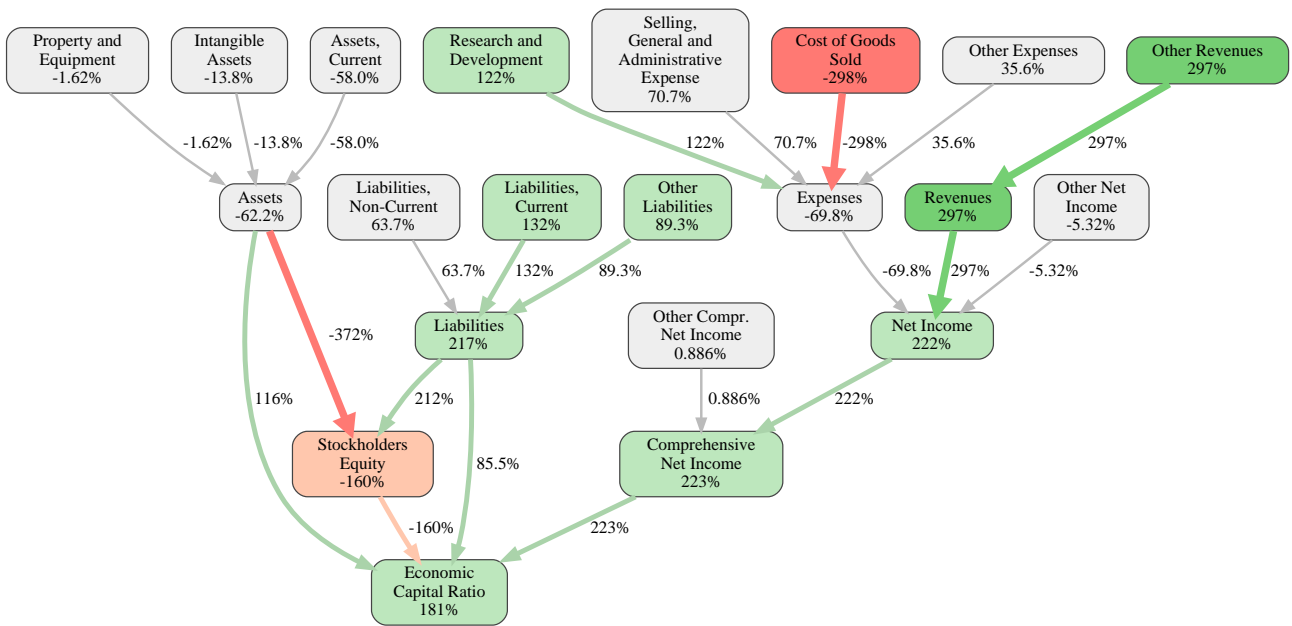 Property and
Equipment
-1.62%
Intangible
Assets
-13.8%
Assets,
Current
-58.0%
Research and
Development
122%
Selling,
General and
Administrative
Expense
70.7%
Cost of Goods
Sold
-298%
Other Expenses
35.6%
Other Revenues
297%
-1.62%
-13.8%
-58.0%
122%
70.7%
-298%
35.6%
297%
Assets
-62.2%
Liabilities,
Non-Current
63.7%
Liabilities,
Current
132%
Other
Liabilities
89.3%
Expenses
-69.8%
Revenues
297%
Other Net
Income
-5.32%
63.7%
132%
89.3%
-69.8%
297%
-5.32%
-372%
Liabilities
217%
Other Compr.
Net Income
0.886%
Net Income
222%
116%
212%
0.886%
222%
Stockholders
Equity
-160%
85.5%
Comprehensive
Net Income
223%
-160%
223%
Economic
Capital Ratio
181%